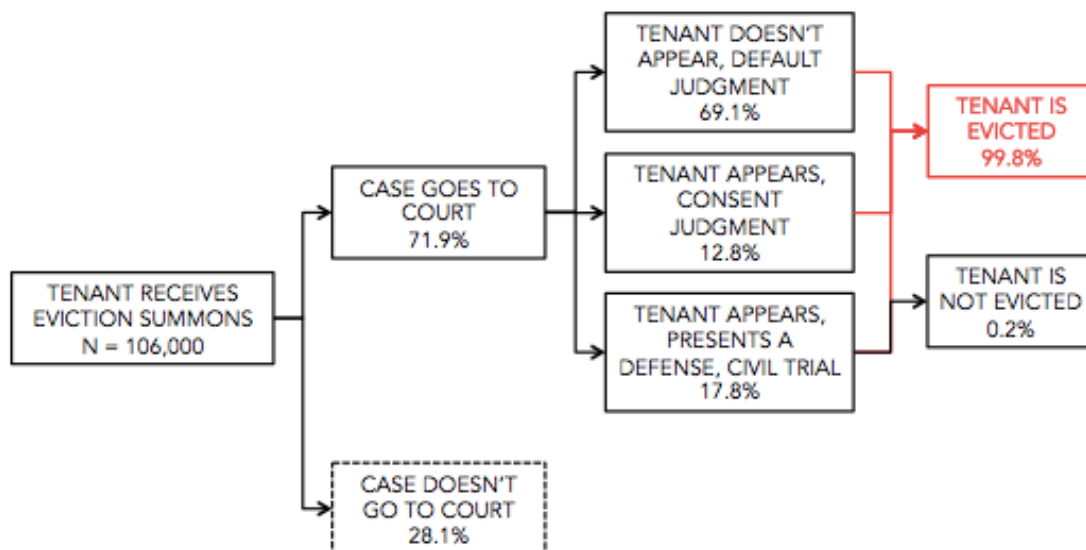 TENANT RECEIVES
EVICTION SUMMONS
N = 106,000
CASE GOES TO
COURT
71.9%
CASE DOESN'T
GO TO COURT
28.1%
TENANT DOESN'T
APPEAR, DEFAULT
JUDGMENT
69.1%
TENANT APPEARS,
CONSENT
JUDGMENT
12.8%
TENANT APPEARS,
PRESENTS A
DEFENSE, CIVIL TRIAL
17.8%
TENANT IS
EVICTED
99.8%
TENANT IS
NOT EVICTED
0.2%